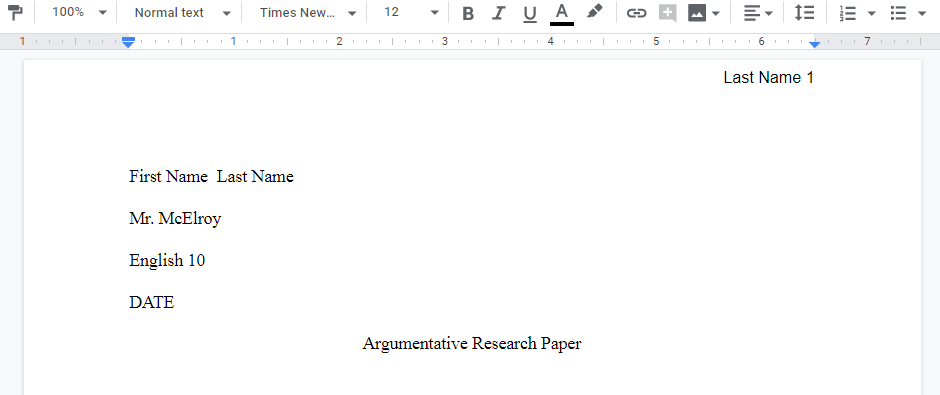 100% Normal text Times New... 12 B I U A
1 1 2 3 4 5 6 7
Last Name 1
First Name  Last Name
Mr. McElroy
English 10
DATE
Argumentative Research Paper